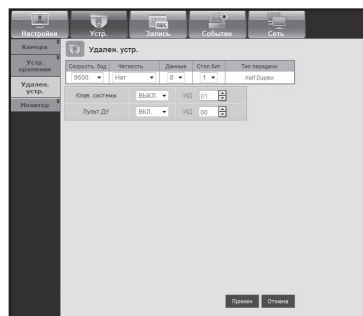 Настройки Устр. Запись Событие Сеть
REC
Камера
Устр. хранения
Удален. устр.
Монитор
Удален. устр.
Скорость, бод Четность Данные Стоп.бит Тип передачи
9600 Нет 8 1 Half Duplex
Клав. системы ВЫКЛ. ИД 01
Пульт ДУ ВКЛ. ИД 00
Примен Отмена